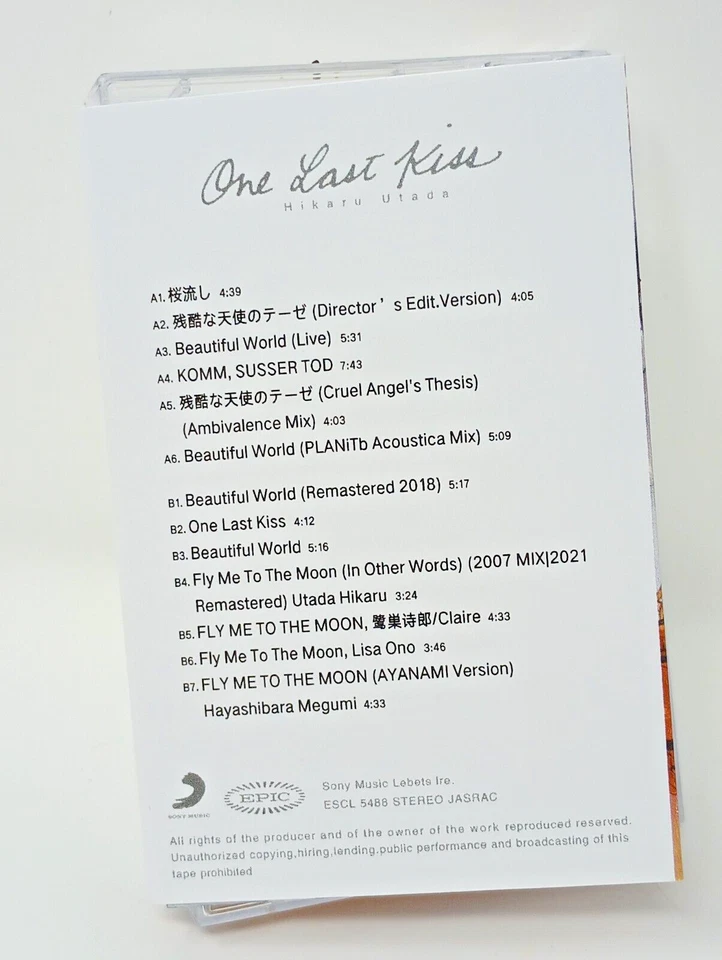 One Last Kiss
Hikaru Utada
A1.桜流し 4:39
A2. 残酷な天使のテーゼ (Director’s Edit.Version) 4:05
A3. Beautiful World (Live) 5:31
A4. KOMM, SUSSER TOD 7:43
A5. 残酷な天使のテーゼ (Cruel Angel's Thesis)
(Ambivalence Mix) 4:03
A6. Beautiful World (PLANiTb Acoustica Mix) 5:09
B1. Beautiful World (Remastered 2018) 5:17
B2. One Last Kiss 4:12
B3. Beautiful World 5:16
B4. Fly Me To The Moon (In Other Words) (2007 MIX|2021
Remastered) Utada Hikaru 3:24
B5. FLY ME TO THE MOON, 鹭巣诗郎/Claire 4:33
B6. Fly Me To The Moon, Lisa Ono 3:46
B7. FLY ME TO THE MOON (AYANAMI Version)
Hayashibara Megumi 4:33
SONY MUSIC
EPIC
Sony Music Lebets Ire.
ESCL 5488 STEREO JASRAC
All rights of the producer and of the owner of the work reproduced reserved.
Unauthorized copying,hiring,lending.public performance and broadcasting of this
tape prohibited